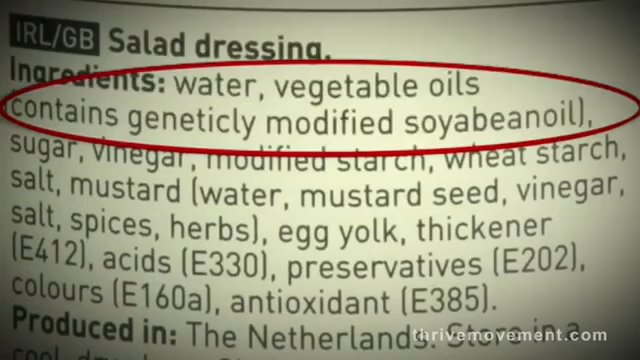 IRL/GB Salad dressing.
Ingredients: water, vegetable oils
contains geneticly modified soyabeanoil),
sugar, vinegar, modified starch, wheat starch,
salt, mustard (water, mustard seed, vinegar,
salt, spices, herbs), egg yolk, thickener
(E412), acids (E330), preservatives (E202),
colours (E160a), antioxidant (E385).
Produced in: The Netherlands. Store in a
thrivemovement.com